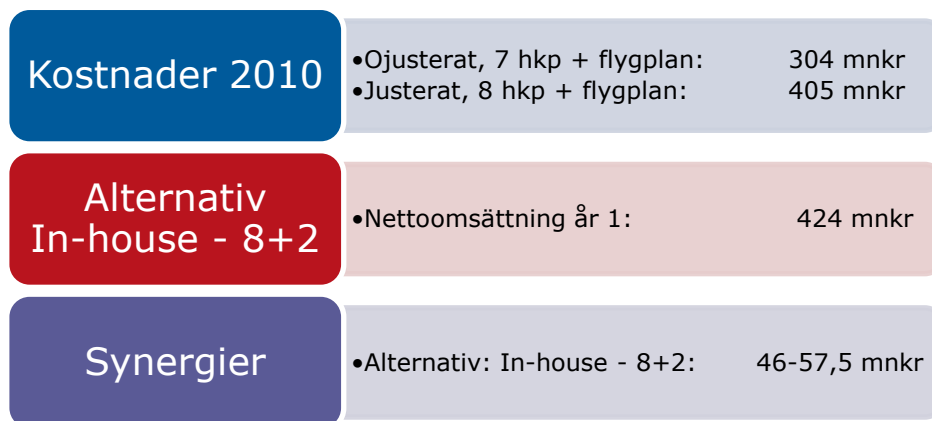 Kostnader 2010
•Ojusterat, 7 hkp + flygplan: 304 mnkr
•Justerat, 8 hkp + flygplan: 405 mnkr
Alternativ
In-house - 8+2
•Nettoomsättning år 1: 424 mnkr
Synergier
•Alternativ: In-house - 8+2: 46-57,5 mnkr